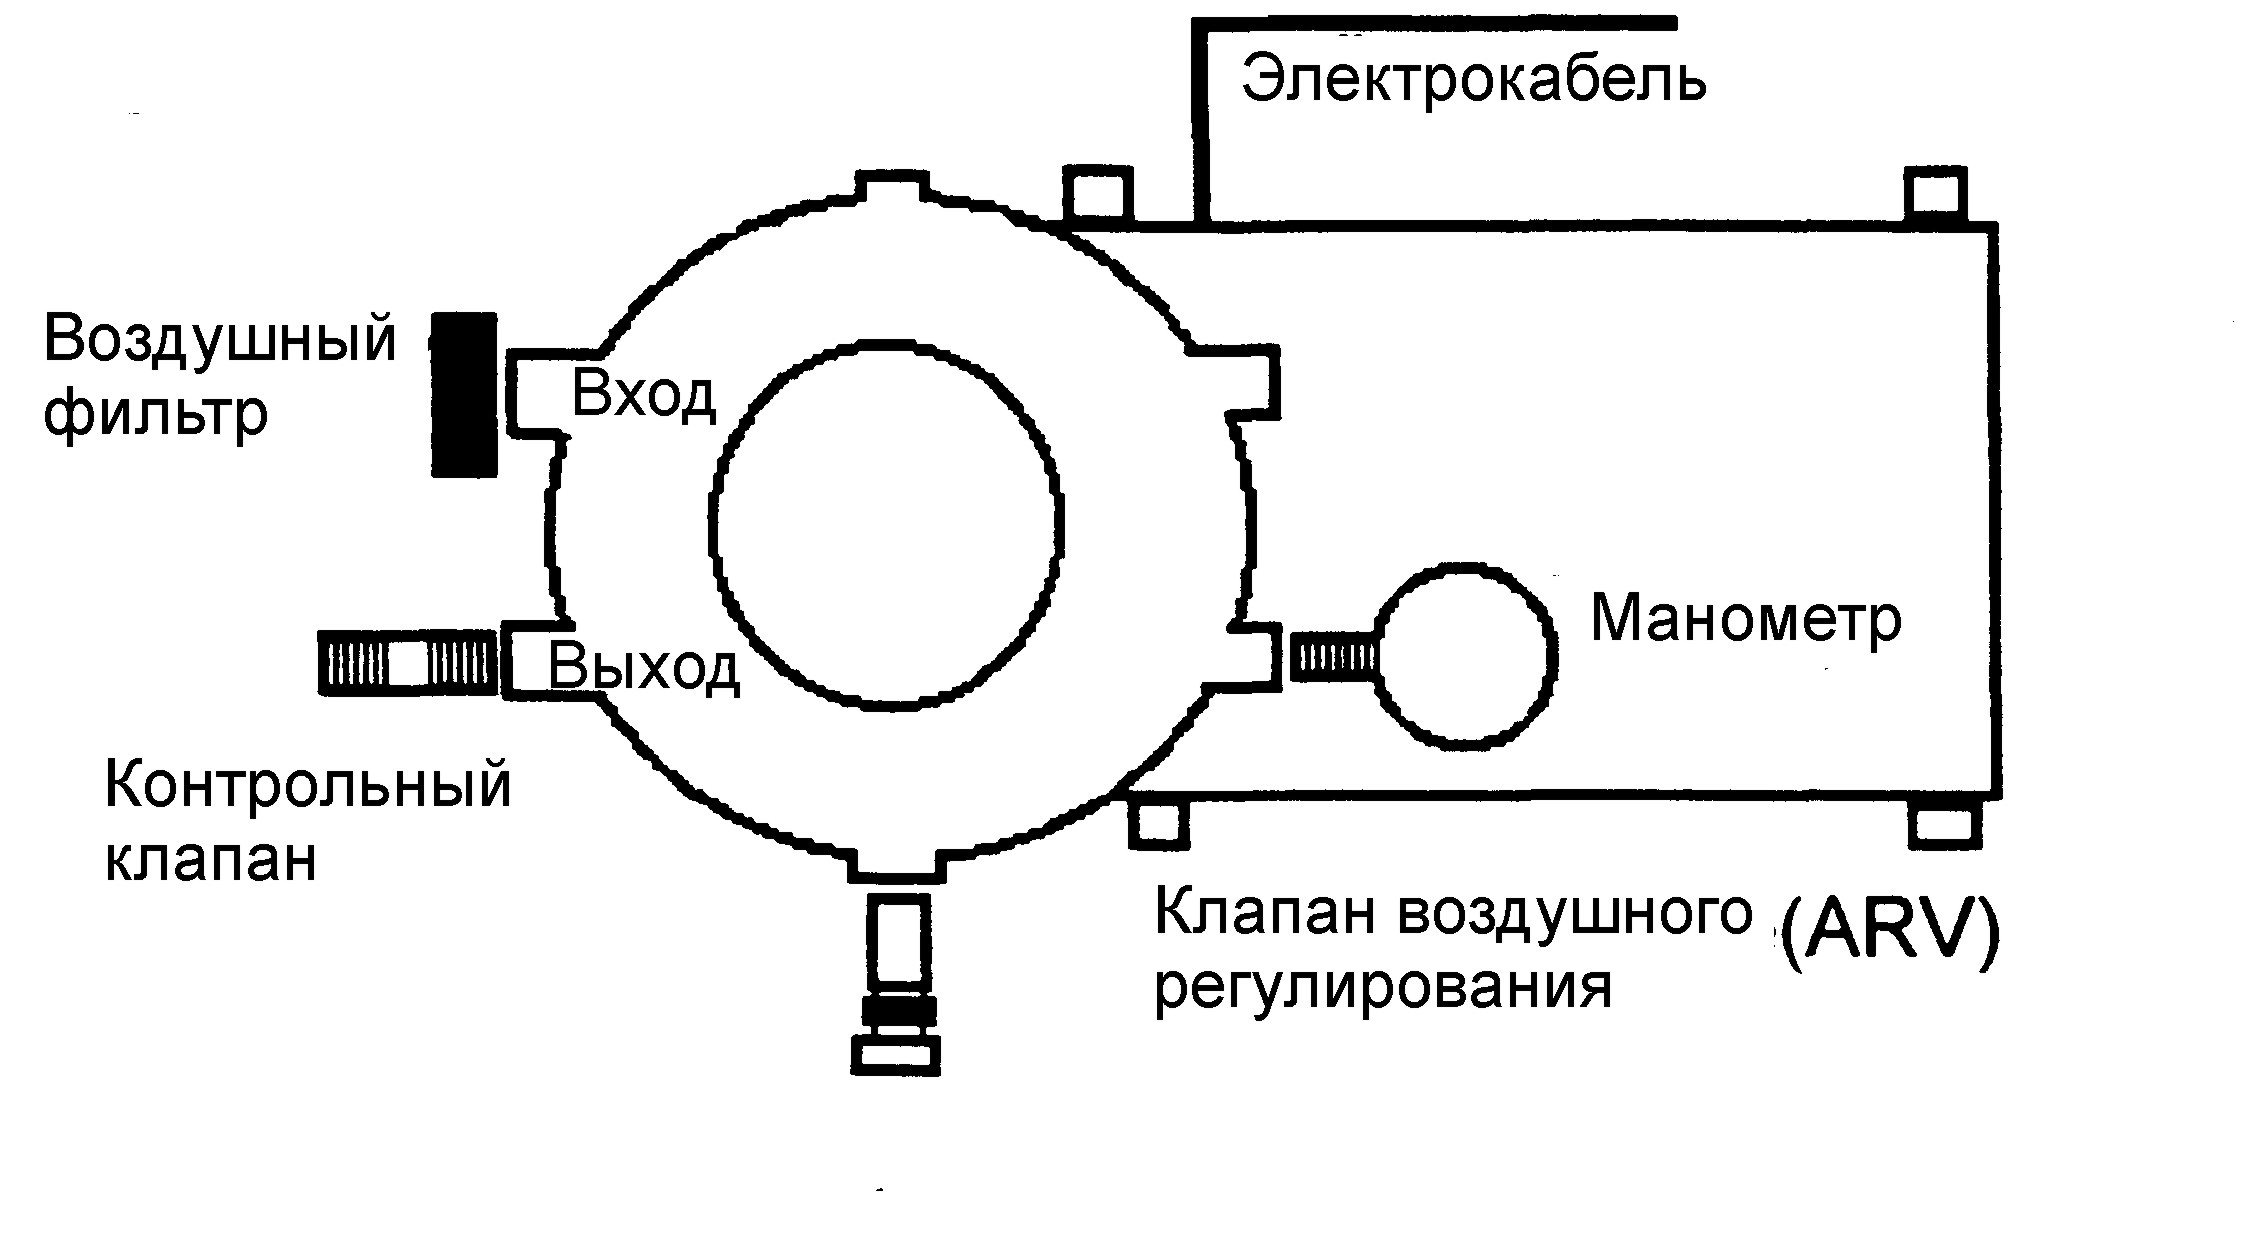 Электрокабель
Воздушный
фильтр
Вход
Выход
Манометр
Контрольный
клапан
Клапан воздушного (ARV)
регулирования